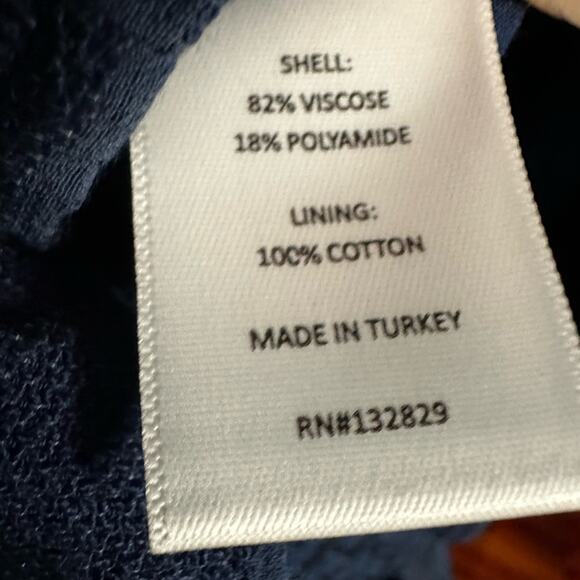 SHELL:
82% VISCOSE
18% POLYAMIDE
LINING:
100% COTTON
MADE IN TURKEY
RN#132829